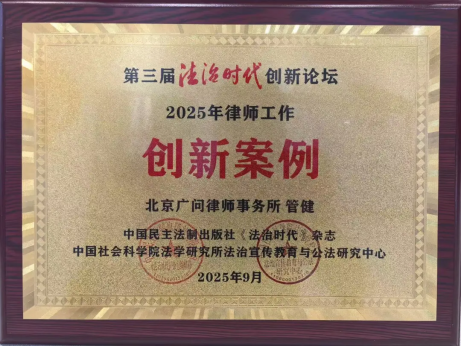 第三届法治时代创新论坛
2025年律师工作
创新案例
北京广问律师事务所 管健
中国民主法制出版社《法治时代》杂志
中国社会科学院法学研究所法治宣传教育与公法研究中心
2025年9月